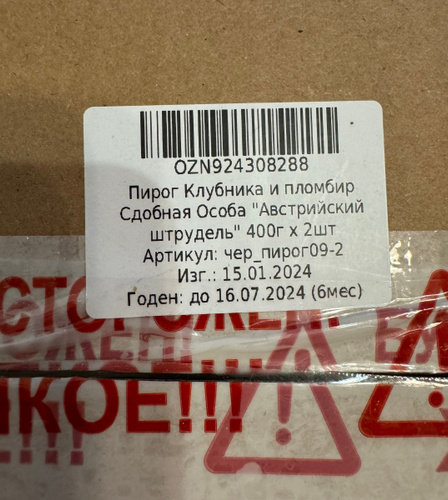 OZN924308288
Пирог Клубника и пломбир
Сдобная Особа "Австрийский
штрудель" 400г х 2шт
Артикул: чер_пирог09-2
Изг.: 15.01.2024
Годен: до 16.07.2024 (6мес)